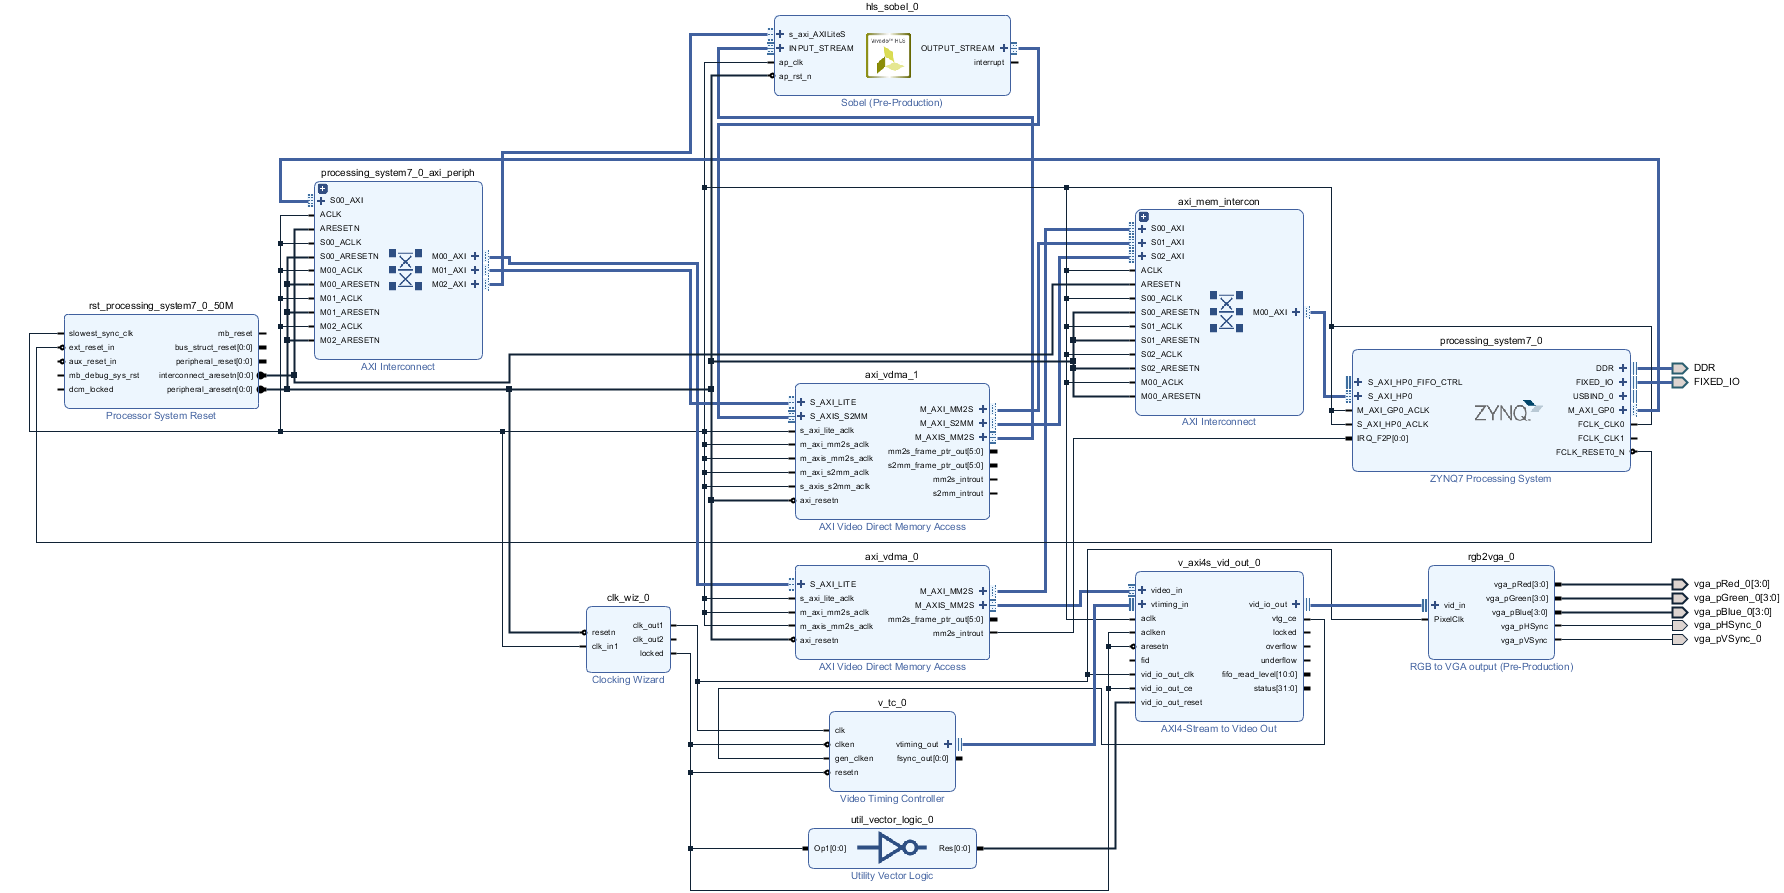 hls_sobel_0
s_axi_AXILiteS
INPUT_STREAM
ap_clk
ap_rst_n
OUTPUT_STREAM
interrupt
Vivado™ HLS
Sobel (Pre-Production)
processing_system7_0_axi_periph
S00_AXI
ACLK
ARESETN
S00_ACLK
S00_ARESETN
M00_ACLK
M00_ARESETN
M01_ACLK
M01_ARESETN
M02_ACLK
M02_ARESETN
M00_AXI
M01_AXI
M02_AXI
AXI Interconnect
axi_mem_intercon
S00_AXI
S01_AXI
S02_AXI
ACLK
ARESETN
S00_ACLK
S00_ARESETN
S01_ACLK
S01_ARESETN
S02_ACLK
S02_ARESETN
M00_ACLK
M00_ARESETN
M00_AXI
AXI Interconnect
rst_processing_system7_0_50M
slowest_sync_clk
ext_reset_in
aux_reset_in
mb_debug_sys_rst
dcm_locked
mb_reset
bus_struct_reset[0:0]
peripheral_reset[0:0]
interconnect_aresetn[0:0]
peripheral_aresetn[0:0]
Processor System Reset
processing_system7_0
S_AXI_HP0_FIFO_CTRL
S_AXI_HP0
M_AXI_GP0_ACLK
S_AXI_HP0_ACLK
IRQ_F2P[0:0]
ZYNQ
DDR
FIXED_IO
USBIND_0
M_AXI_GP0
FCLK_CLK0
FCLK_CLK1
FCLK_RESET0_N
ZYNQ7 Processing System
DDR
FIXED_IO
axi_vdma_1
S_AXI_LITE
S_AXIS_S2MM
s_axi_lite_aclk
m_axi_mm2s_aclk
m_axis_mm2s_aclk
m_axi_s2mm_aclk
s_axis_s2mm_aclk
axi_resetn
M_AXI_MM2S
M_AXI_S2MM
M_AXIS_MM2S
mm2s_frame_ptr_out[5:0]
s2mm_frame_ptr_out[5:0]
mm2s_introut
s2mm_introut
AXI Video Direct Memory Access
axi_vdma_0
S_AXI_LITE
s_axi_lite_aclk
m_axi_mm2s_aclk
m_axis_mm2s_aclk
axi_resetn
M_AXI_MM2S
M_AXIS_MM2S
mm2s_frame_ptr_out[5:0]
mm2s_introut
AXI Video Direct Memory Access
v_axi4s_vid_out_0
video_in
vtiming_in
aclk
aclken
aresetn
fid
vid_io_out_clk
vid_io_out_ce
vid_io_out_reset
vid_io_out
vtg_ce
locked
overflow
underflow
fifo_read_level[10:0]
status[31:0]
AXI4-Stream to Video Out
rgb2vga_0
vid_in
PixelClk
vga_pRed[3:0]
vga_pGreen[3:0]
vga_pBlue[3:0]
vga_pHSync
vga_pVSync
RGB to VGA output (Pre-Production)
vga_pRed_0[3:0]
vga_pGreen_0[3:0]
vga_pBlue_0[3:0]
vga_pHSync_0
vga_pVSync_0
clk_wiz_0
resetn
clk_in1
clk_out1
clk_out2
locked
Clocking Wizard
v_tc_0
clk
clken
gen_clken
resetn
vtiming_out
fsync_out[0:0]
Video Timing Controller
util_vector_logic_0
Op1[0:0]
Res[0:0]
Utility Vector Logic